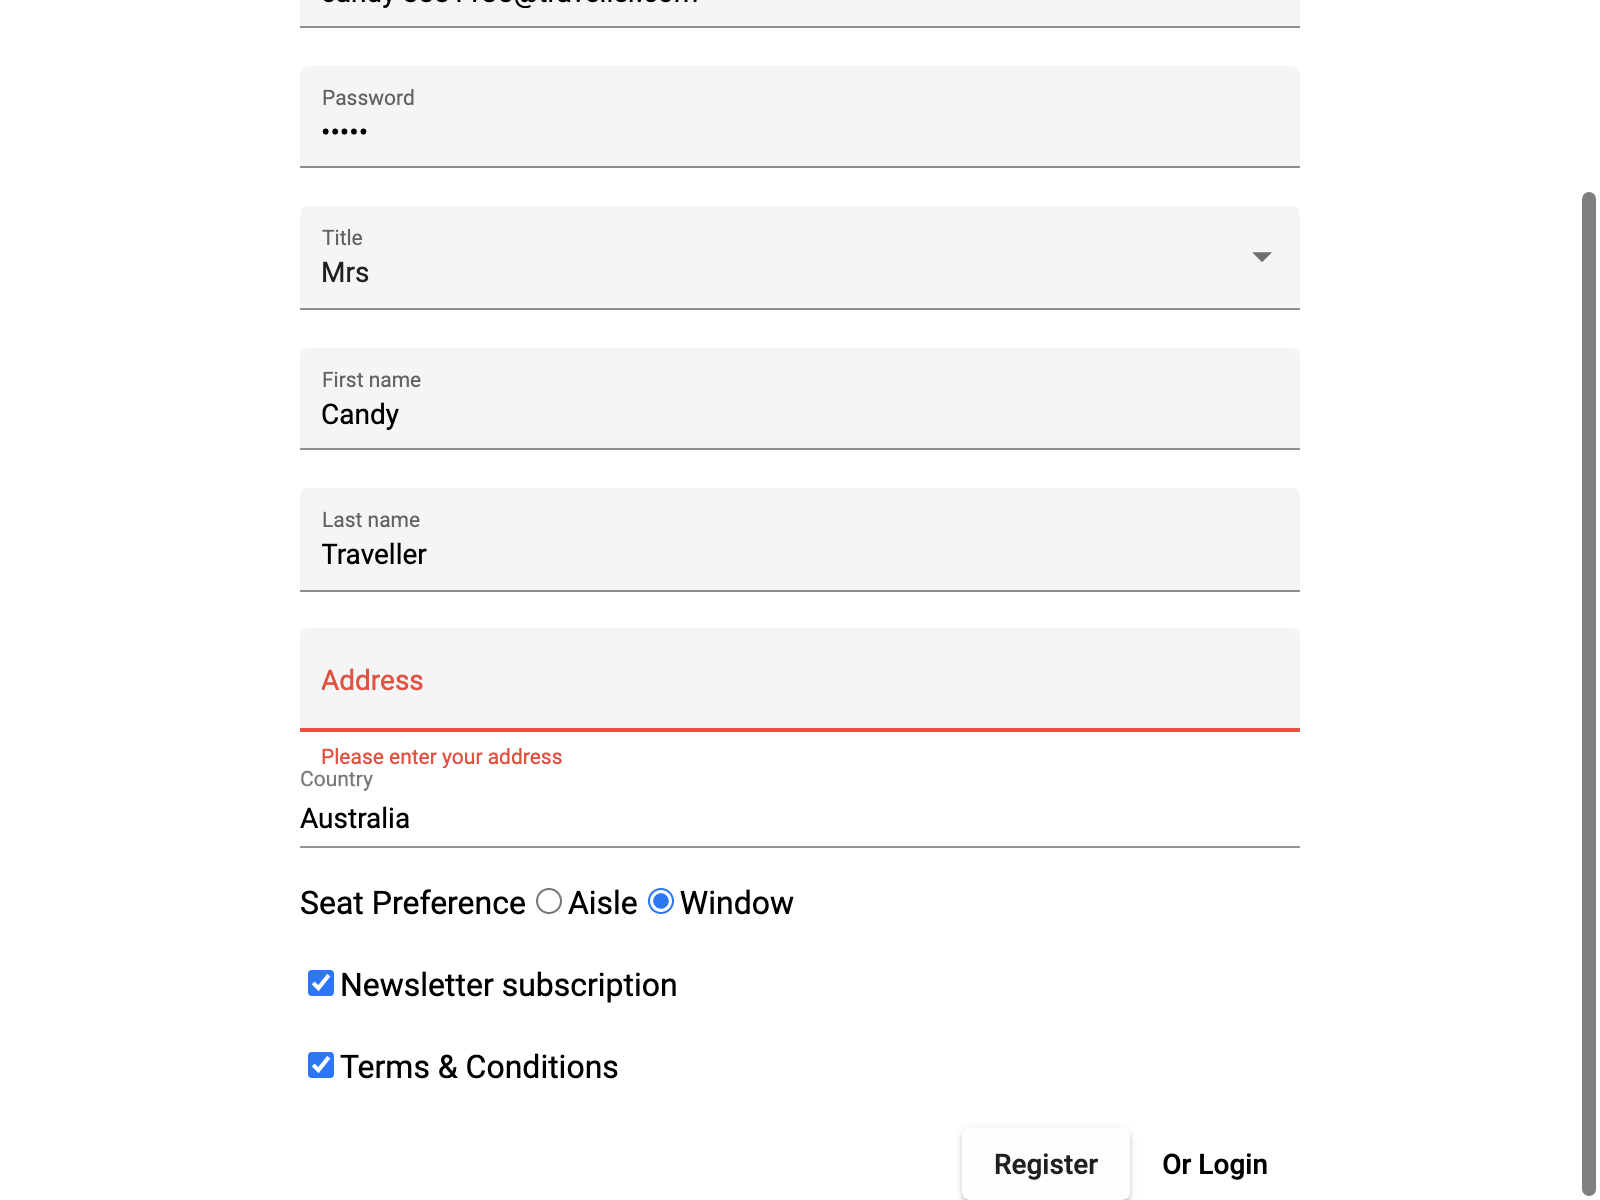 Password
•••••
Title
Mrs
First name
Candy
Last name
Traveller
Address
Please enter your address
Country
Australia
Seat Preference Aisle Window
Newsletter subscription
Terms & Conditions
Register Or Login